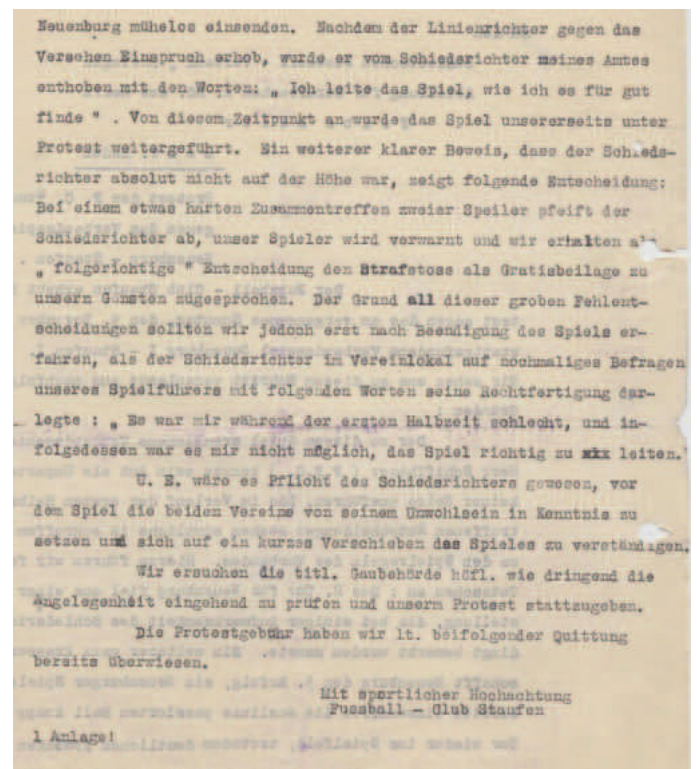 Neuenburg mühelos einsenden. Nachdem der Linienrichter gegen das
Versehen Einspruch erhob, wurde er vom Schiedsrichter seines Amtes
enthoben mit den Worten: „ Ich leite das Spiel, wie ich es für gut
finde " . Von diesem Zeitpunkt an wurde das Spiel unsererseits unter
Protest weitergeführt. Ein weiterer klarer Beweis, dass der Schieds-
richter absolut nicht auf der Höhe war, zeigt folgende Entscheidung:
Bei einem etwas harten Zusammentreffen zweier Speiler pfeift der
Schiedsrichter ab, unser Spieler wird verwarnt und wir erhalten als
„ folgerichtige " Entscheidung den Strafstoss als Gratisbeilage zu
unsern Gunsten zugesprochen. Der Grund all dieser groben Fehlent-
scheidungen sollten wir jedoch erst nach Beendigung des Spiels er-
fahren, als der Schiedsrichter im Vereinlokal auf nochmaliges Befragen
unseres Spielführers mit folgenden Worten seine Rechtfertigung dar-
legte : „ Es war mir während der ersten Halbzeit schlecht, und in-
folgedessen war es mir nicht möglich, das Spiel richtig zu xxx leiten."
U. E. wäre es Pflicht des Schiedsrichters gewesen, vor
dem Spiel die beiden Vereine von seinem Unwohlsein in Kenntnis zu
setzen und sich auf ein kurzes Verschieben des Spieles zu verständigen.
Wir ersuchen die titl. Gaubehörde höfl. wie dringend die
Angelegenheit eingehend zu prüfen und unserm Protest stattzugeben.
Die Protestgebühr haben wir lt. beifolgender Quittung
bereits überwiesen.
Mit sportlicher Hochachtung
Fussball - Club Staufen
1 Anlage!